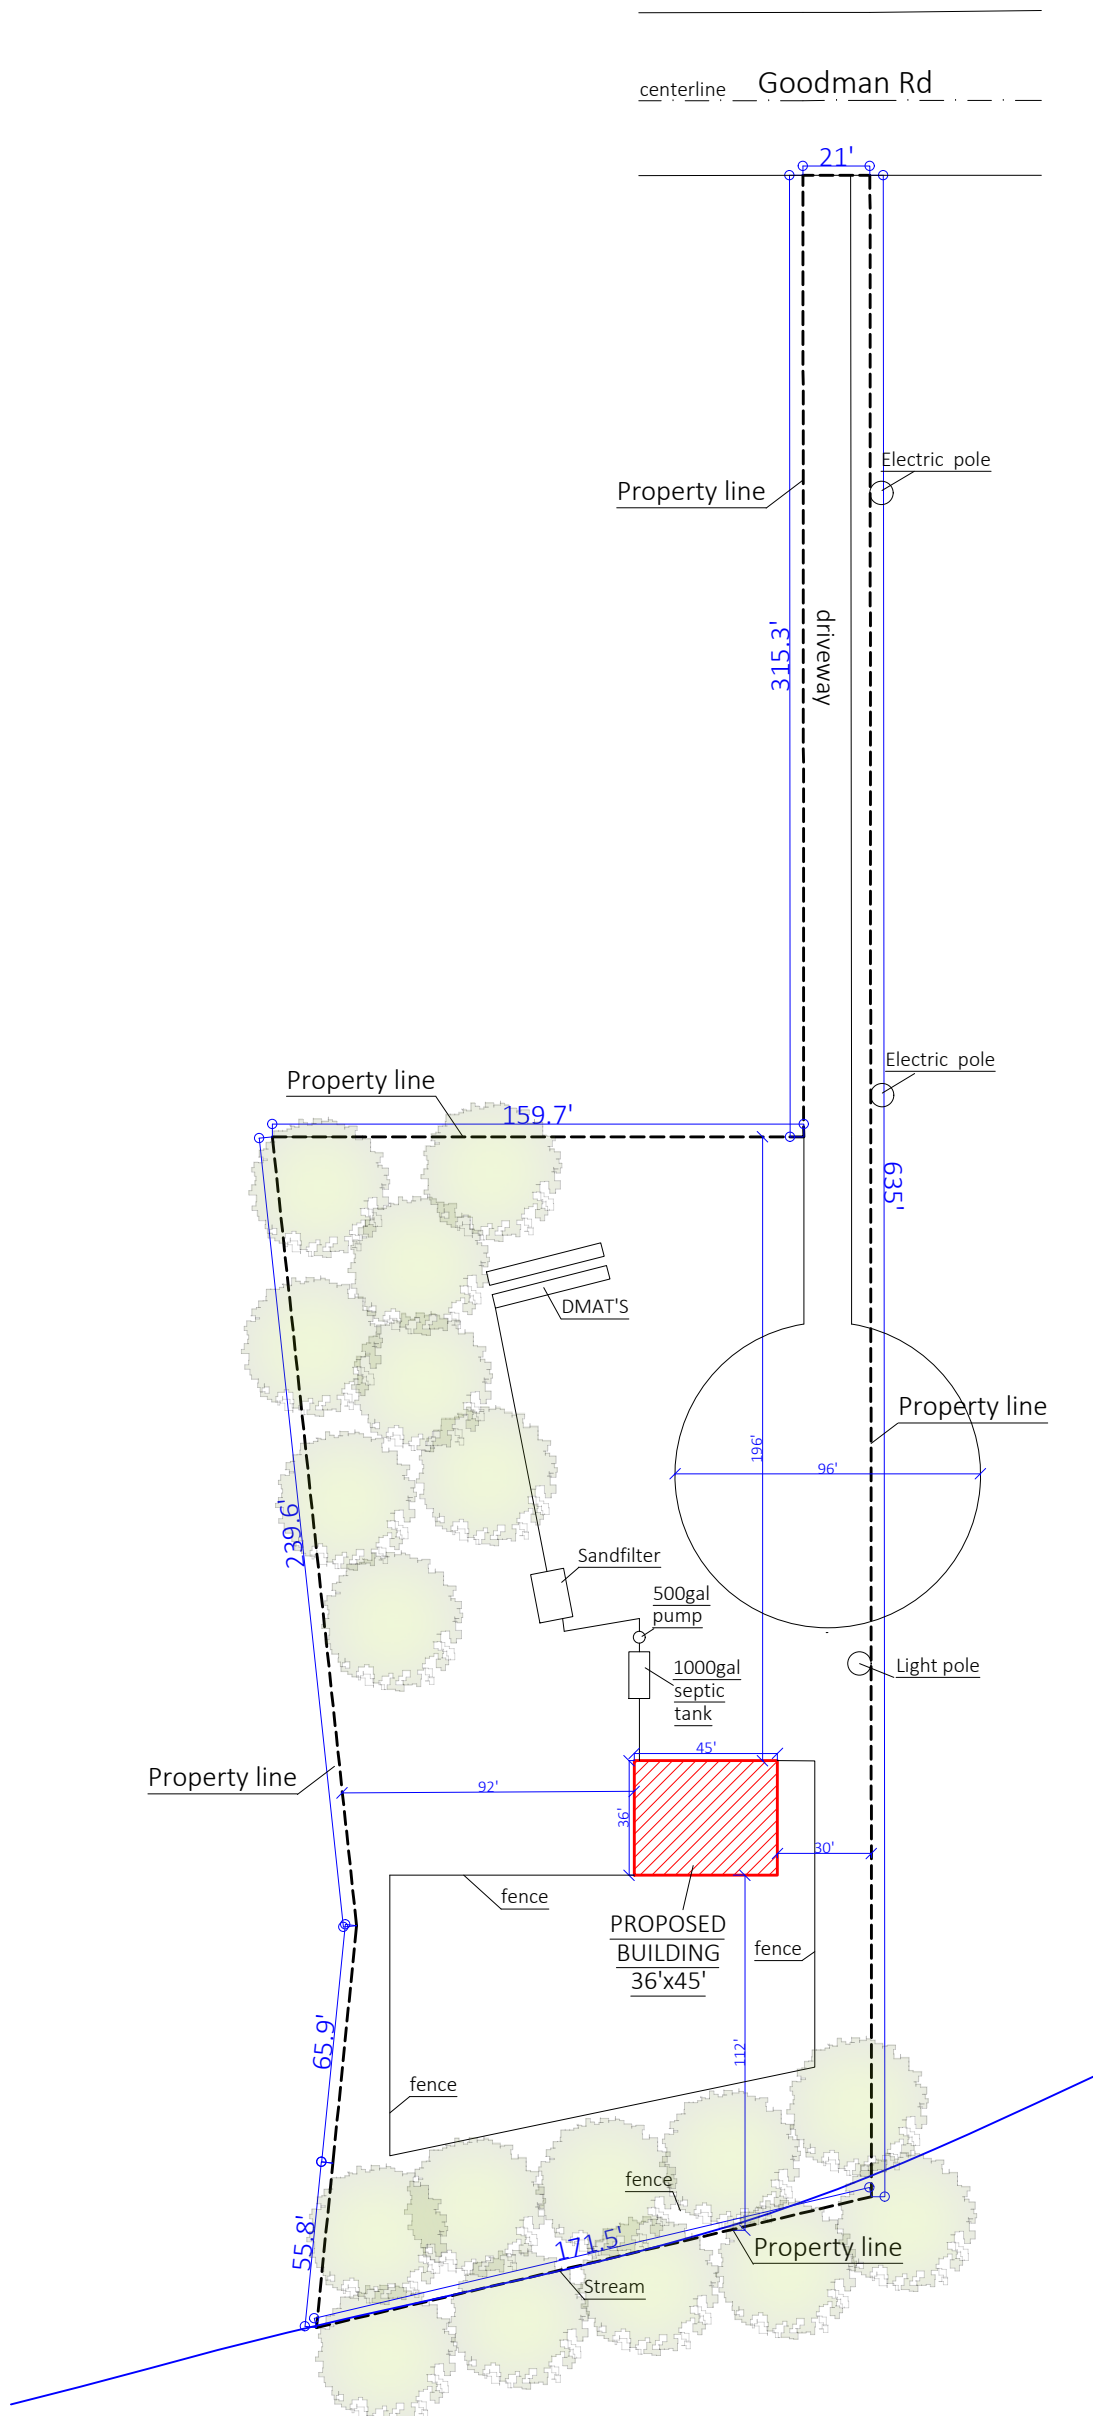 centerline Goodman Rd
21'
Electric pole
Property line
driveway
315.3'
Electric pole
Property line
159.7'
635'
DMAT'S
Property line
196'
96'
239.6'
Sandfilter
500gal
pump
Light pole
1000gal
septic
tank
45'
Property line
92'
36'
30'
fence
PROPOSED
BUILDING
36'x45'
fence
65.9'
112'
fence
fence
55.8'
171.5'
Property line
Stream